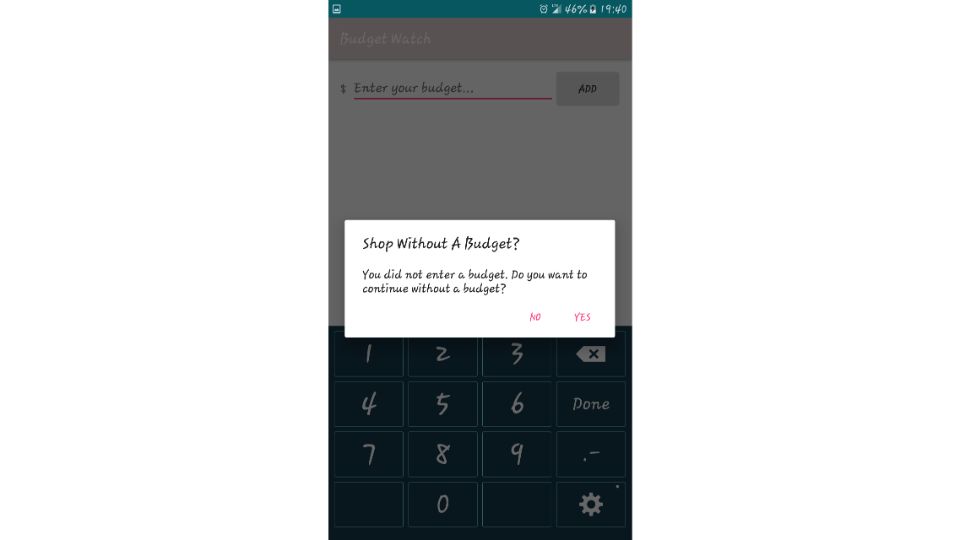 46% 19:40
Budget Watch
$ Enter your budget... ADD
Shop Without A Budget?
You did not enter a budget. Do you want to
continue without a budget?
NO YES
1 2 3
4 5 6 Done
7 8 9 .-
0